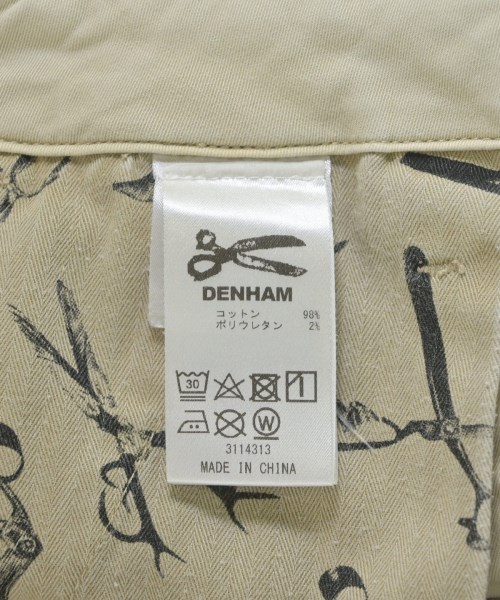 DENHAM
コットン 98%
ポリウレタン 2%
30
W
3114313
MADE IN CHINA